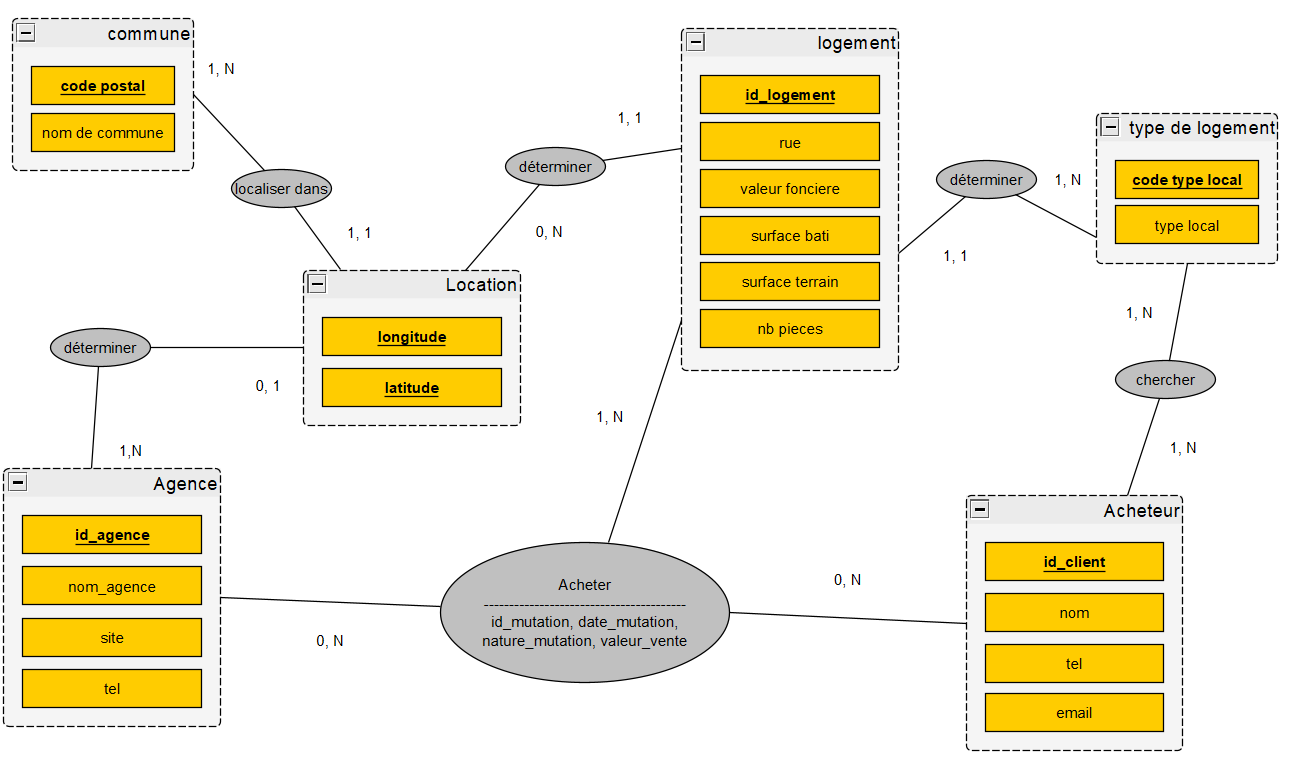 commune
code postal
nom de commune
1, N
localiser dans
1, 1
logement
id_logement
rue
valeur fonciere
surface bati
surface terrain
nb pieces
1, 1
déterminer
0, N
déterminer
1, N
1, 1
type de logement
code type local
type local
1, N
chercher
1, N
Location
longitude
latitude
déterminer
0, 1
1,N
Agence
id_agence
nom_agence
site
tel
0, N
1, N
Acheter
----------------------------------------
id_mutation, date_mutation,
nature_mutation, valeur_vente
0, N
Acheteur
id_client
nom
tel
email